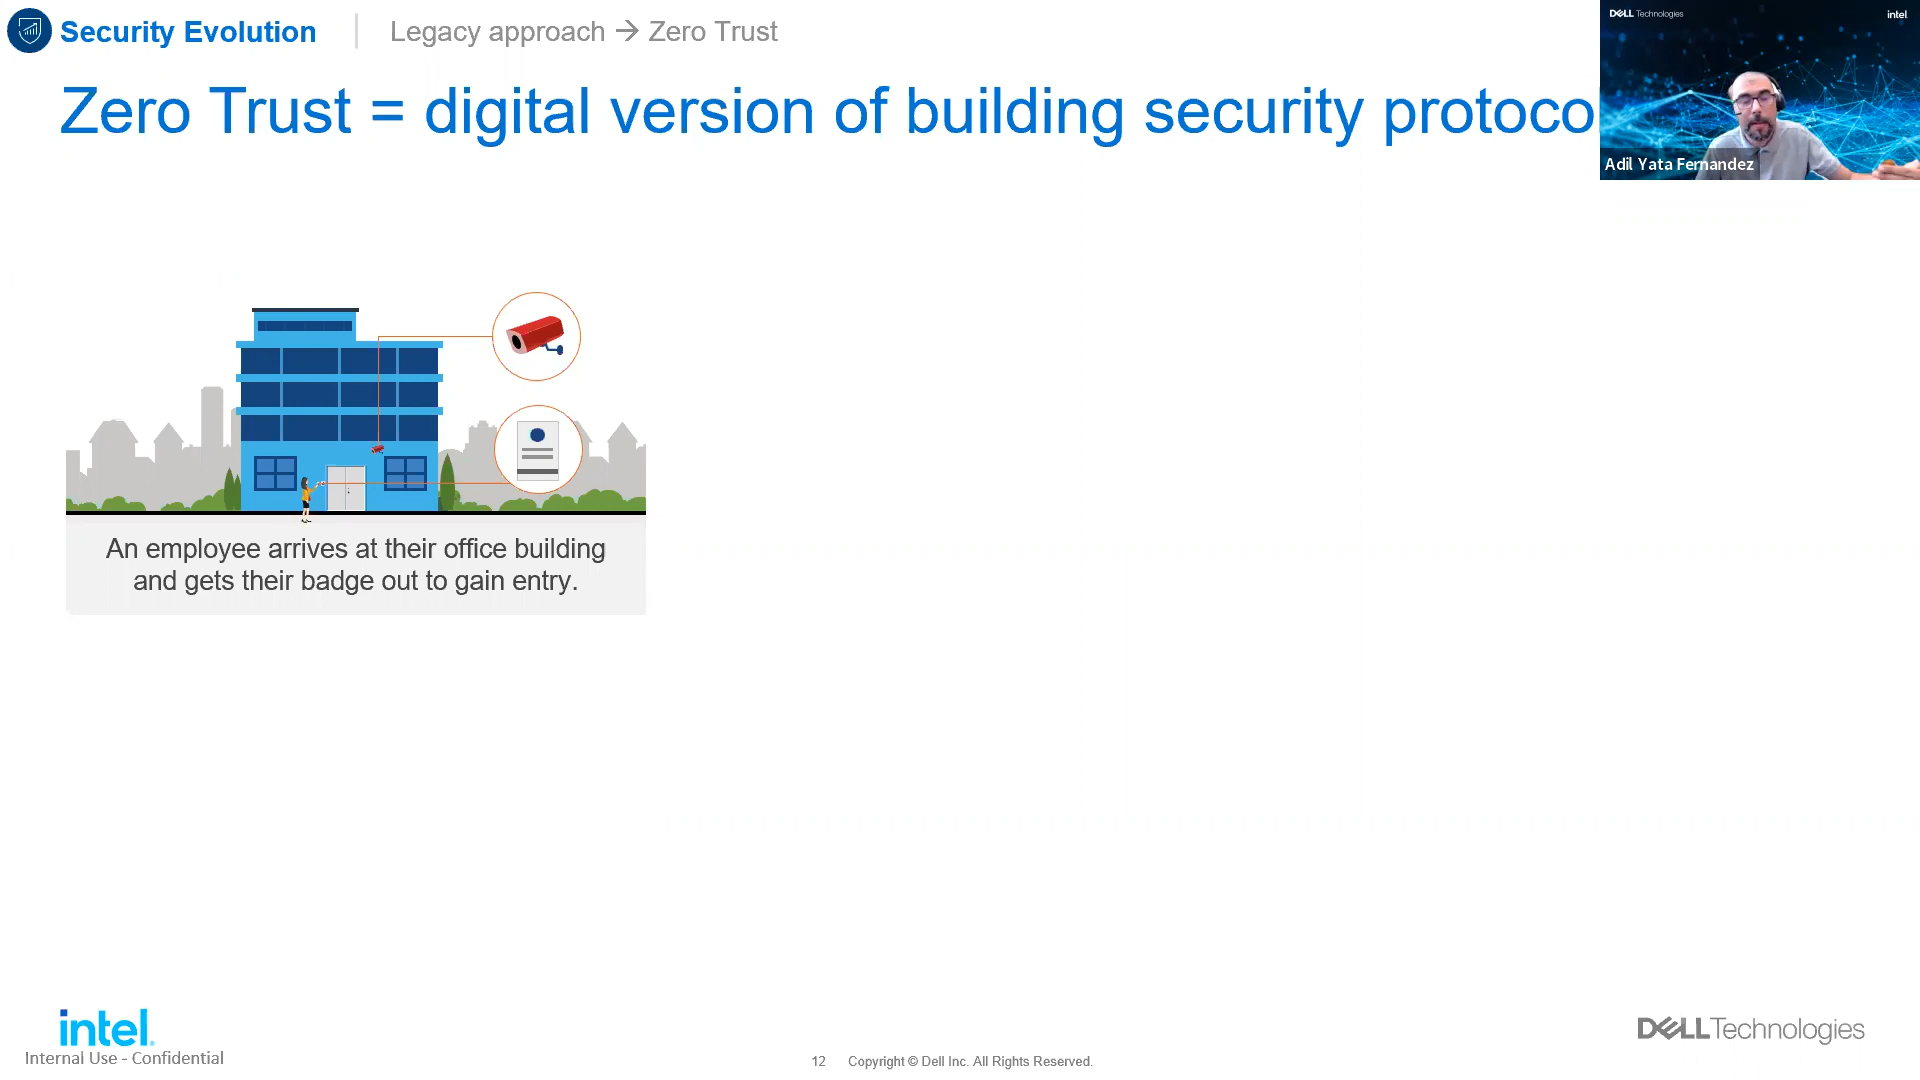 Security Evolution
Legacy approach → Zero Trust
DELL Technologies
intel
Zero Trust = digital version of building security protoco
Adil Yata Fernandez
An employee arrives at their office building
and gets their badge out to gain entry.
intel.
Internal Use - Confidential
12
Copyright © Dell Inc. All Rights Reserved.
DELL Technologies